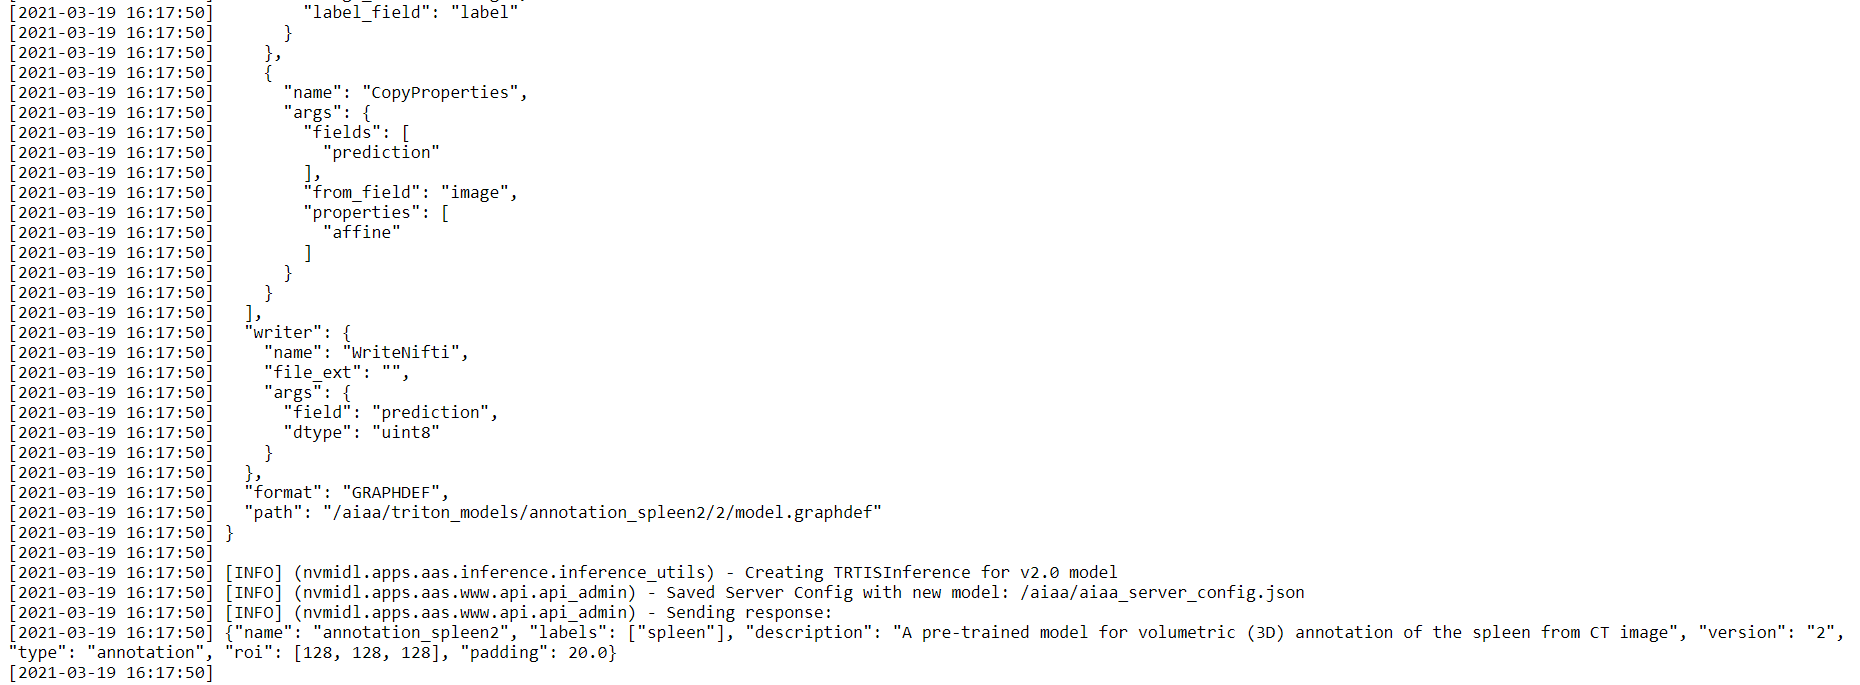 [2021-03-19 16:17:50]         "label_field": "label"
[2021-03-19 16:17:50]       }
[2021-03-19 16:17:50]     },
[2021-03-19 16:17:50]     {
[2021-03-19 16:17:50]       "name": "CopyProperties",
[2021-03-19 16:17:50]       "args": {
[2021-03-19 16:17:50]         "fields": [
[2021-03-19 16:17:50]           "prediction"
[2021-03-19 16:17:50]         ],
[2021-03-19 16:17:50]         "from_field": "image",
[2021-03-19 16:17:50]         "properties": [
[2021-03-19 16:17:50]           "affine"
[2021-03-19 16:17:50]         ]
[2021-03-19 16:17:50]       }
[2021-03-19 16:17:50]     }
[2021-03-19 16:17:50]   ],
[2021-03-19 16:17:50]   "writer": {
[2021-03-19 16:17:50]     "name": "WriteNifti",
[2021-03-19 16:17:50]     "file_ext": "",
[2021-03-19 16:17:50]     "args": {
[2021-03-19 16:17:50]       "field": "prediction",
[2021-03-19 16:17:50]       "dtype": "uint8"
[2021-03-19 16:17:50]     }
[2021-03-19 16:17:50]   },
[2021-03-19 16:17:50]   "format": "GRAPHDEF",
[2021-03-19 16:17:50]   "path": "/aiaa/triton_models/annotation_spleen2/2/model.graphdef"
[2021-03-19 16:17:50] }
[2021-03-19 16:17:50]
[2021-03-19 16:17:50] [INFO] (nvmidl.apps.aas.inference.inference_utils) - Creating TRTISInference for v2.0 model
[2021-03-19 16:17:50] [INFO] (nvmidl.apps.aas.www.api.api_admin) - Saved Server Config with new model: /aiaa/aiaa_server_config.json
[2021-03-19 16:17:50] [INFO] (nvmidl.apps.aas.www.api.api_admin) - Sending response:
[2021-03-19 16:17:50] {"name": "annotation_spleen2", "labels": ["spleen"], "description": "A pre-trained model for volumetric (3D) annotation of the spleen from CT image", "version": "2",
"type": "annotation", "roi": [128, 128, 128], "padding": 20.0}
[2021-03-19 16:17:50]